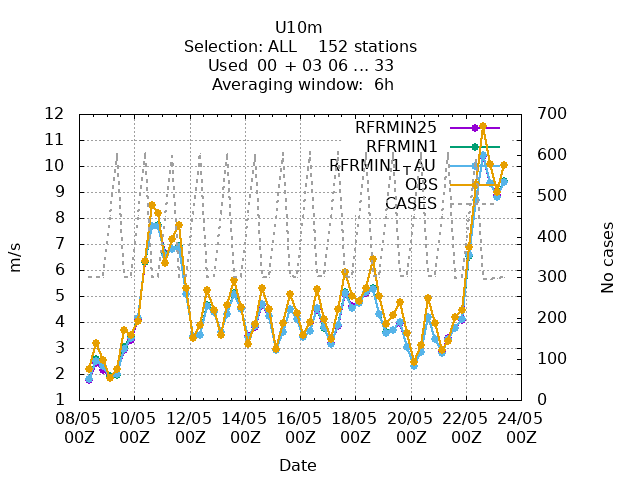 U10m
Selection: ALL    152 stations
Used  00 + 03 06 ... 33
Averaging window:  6h
RFRMIN25
RFRMIN1
RFRMIN1-AU
OBS
CASES
12
11
10
9
8
7
6
5
4
3
2
1
m/s
700
600
500
400
300
200
100
0
No cases
08/05 10/05 12/05 14/05 16/05 18/05 20/05 22/05 24/05
00Z 00Z 00Z 00Z 00Z 00Z 00Z 00Z 00Z
Date